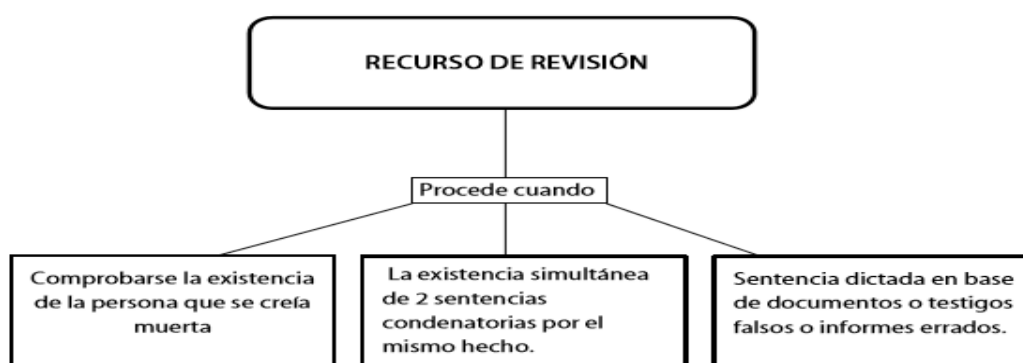 RECURSO DE REVISIÓN
Procede cuando
Comprobarse la existencia
de la persona que se creía
muerta
La existencia simultánea
de 2 sentencias
condenatorias por el
mismo hecho.
Sentencia dictada en base
de documentos o testigos
falsos o informes errados.